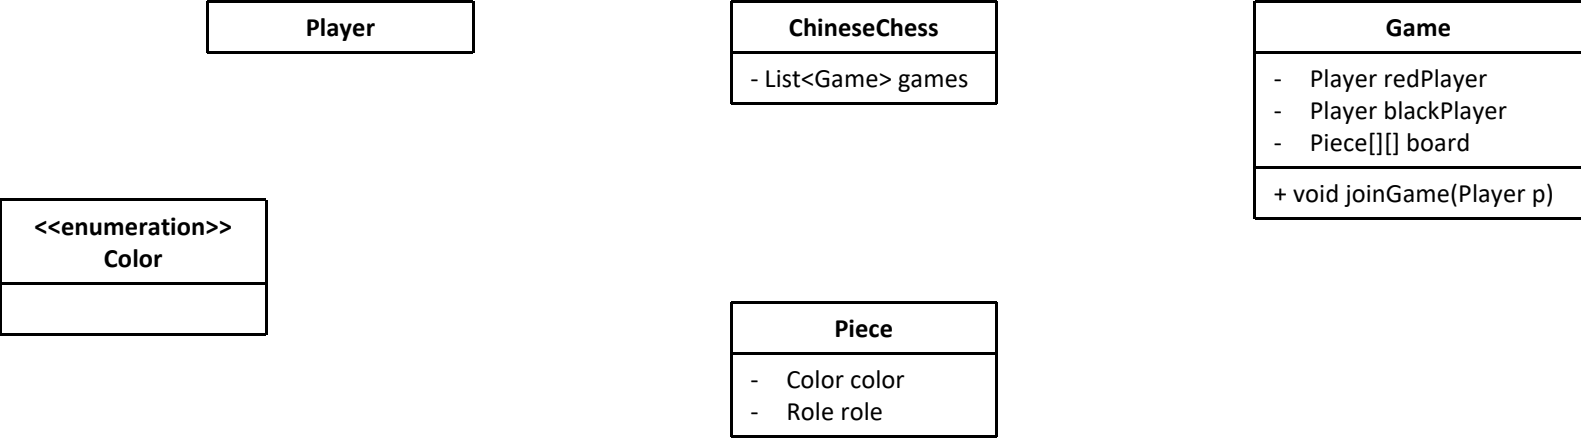 Player
ChineseChess
- List<Game> games
Game
- Player redPlayer
- Player blackPlayer
- Piece[][] board
+ void joinGame(Player p)
<<enumeration>>
Color
Piece
- Color color
- Role role